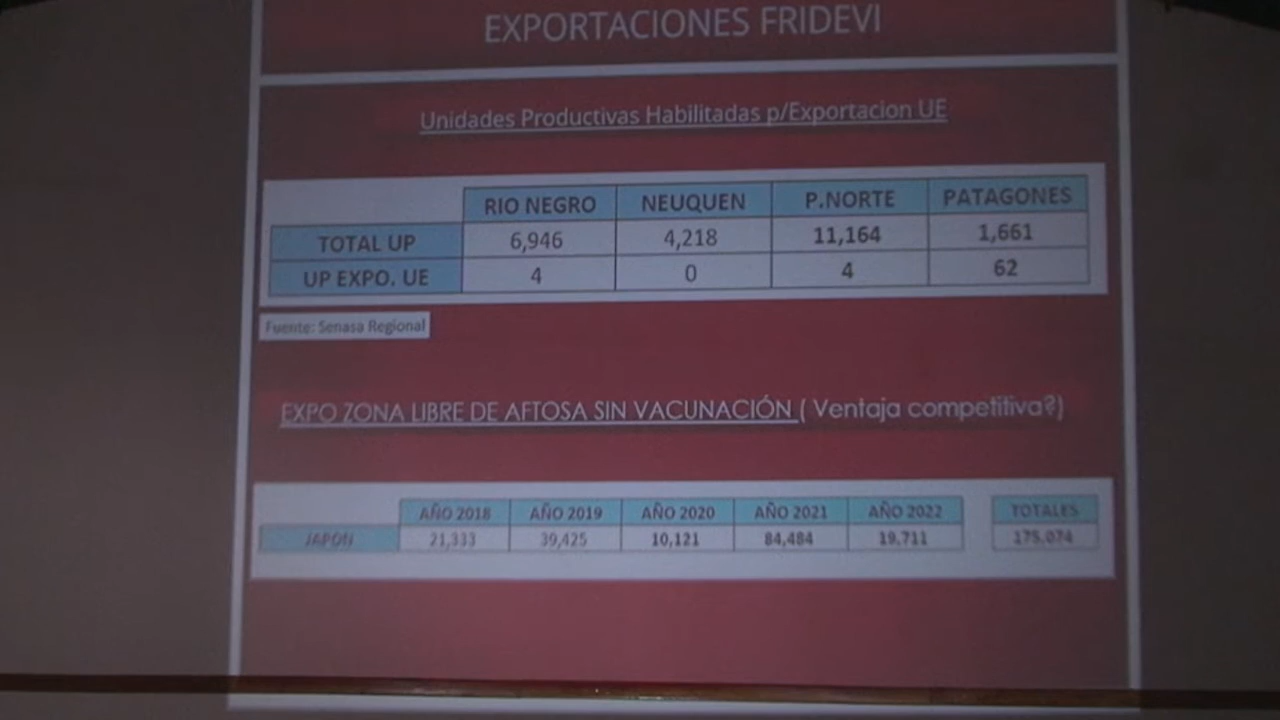 EXPORTACIONES FRIDEVI
Unidades Productivas Habilitadas p/Exportacion UE
RIO NEGRO NEUQUEN P.NORTE PATAGONES
TOTAL UP 6,946 4,218 11,164 1,661
UP EXPO. UE 4 0 4 62
Fuente: Senasa Regional
EXPO ZONA LIBRE DE AFTOSA SIN VACUNACIÓN ( Ventaja competitiva?)
AÑO 2018 AÑO 2019 AÑO 2020 AÑO 2021 AÑO 2022 TOTALES
JAPÓN 21,333 39,425 10,121 84,484 19,711 175,074